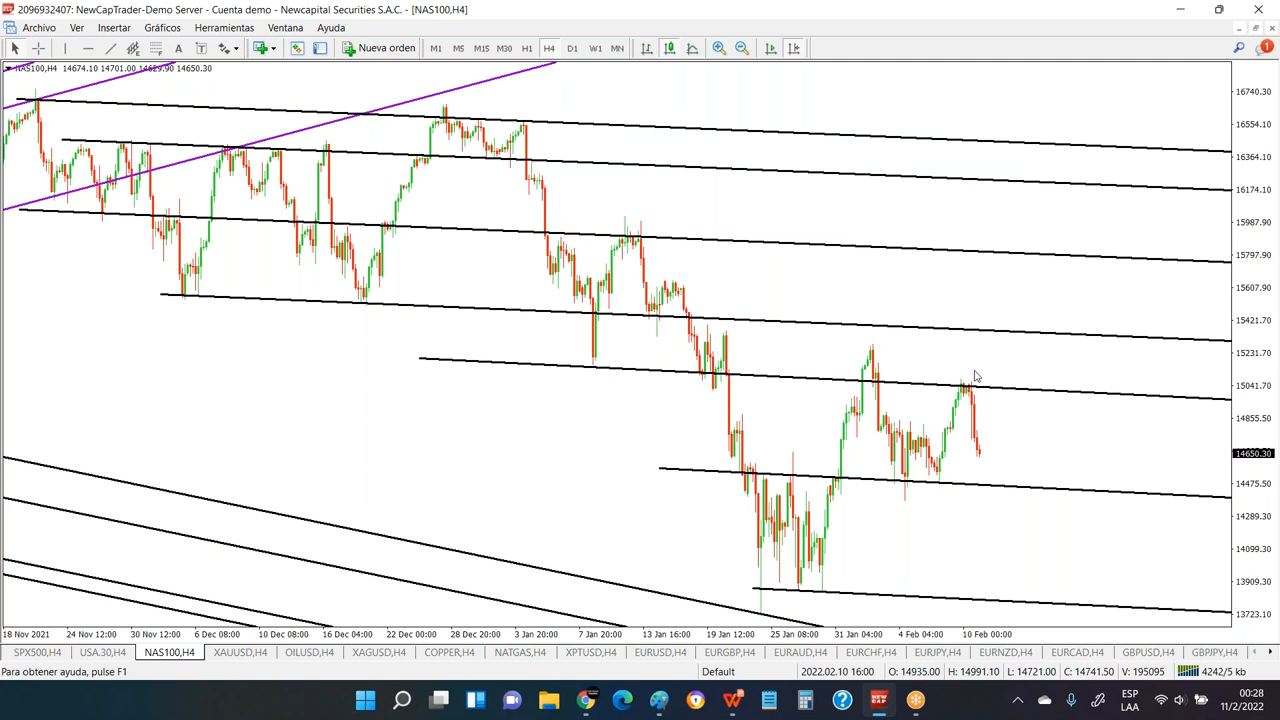 2096932407: NewCapTrader-Demo Server - Cuenta demo - Newcapital Securities S.A.C. - [NAS100,H4]
Archivo Ver Insertar Gráficos Herramientas Ventana Ayuda
Nueva orden M1 M5 M15 M30 H1 H4 D1 W1 MN 1
NAS100,H4 14674.10 14701.00 14629.90 14650.30
16740.30
16554.10
16364.10
16174.10
15987.90
15797.90
15607.90
15421.70
15231.70
15041.70
14855.50
14650.30
14475.50
14289.30
14099.30
13909.30
13723.10
18 Nov 2021 24 Nov 12:00 30 Nov 12:00 6 Dec 08:00 10 Dec 08:00 16 Dec 04:00 22 Dec 00:00 28 Dec 20:00 3 Jan 20:00 7 Jan 20:00 13 Jan 16:00 19 Jan 12:00 25 Jan 08:00 31 Jan 04:00 4 Feb 04:00 10 Feb 00:00
SPX500,H4 USA.30,H4 NAS100,H4 XAUUSD,H4 OILUSD,H4 XAGUSD,H4 COPPER,H4 NATGAS,H4 XPTUSD,H4 EURUSD,H4 EURGBP,H4 EURAUD,H4 EURCHF,H4 EURJPY,H4 EURNZD,H4 EURCAD,H4 GBPUSD,H4 GBPJPY,H4
Para obtener ayuda, pulse F1 Default 2022.02.10 16:00 O: 14935.00 H: 14991.10 L: 14721.00 C: 14741.50 V: 195095 4242/5 kb
NEW CAP
ESP
LAA
00:28
11/2/2022